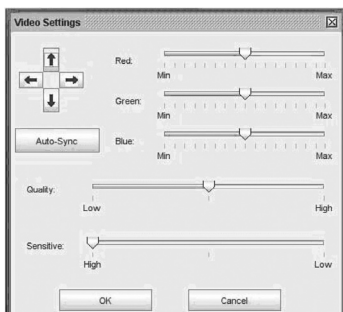 Video Settings
Red:
Min Max
Green:
Min Max
Auto-Sync
Blue:
Min Max
Quality:
Low High
Sensitive:
High Low
OK Cancel